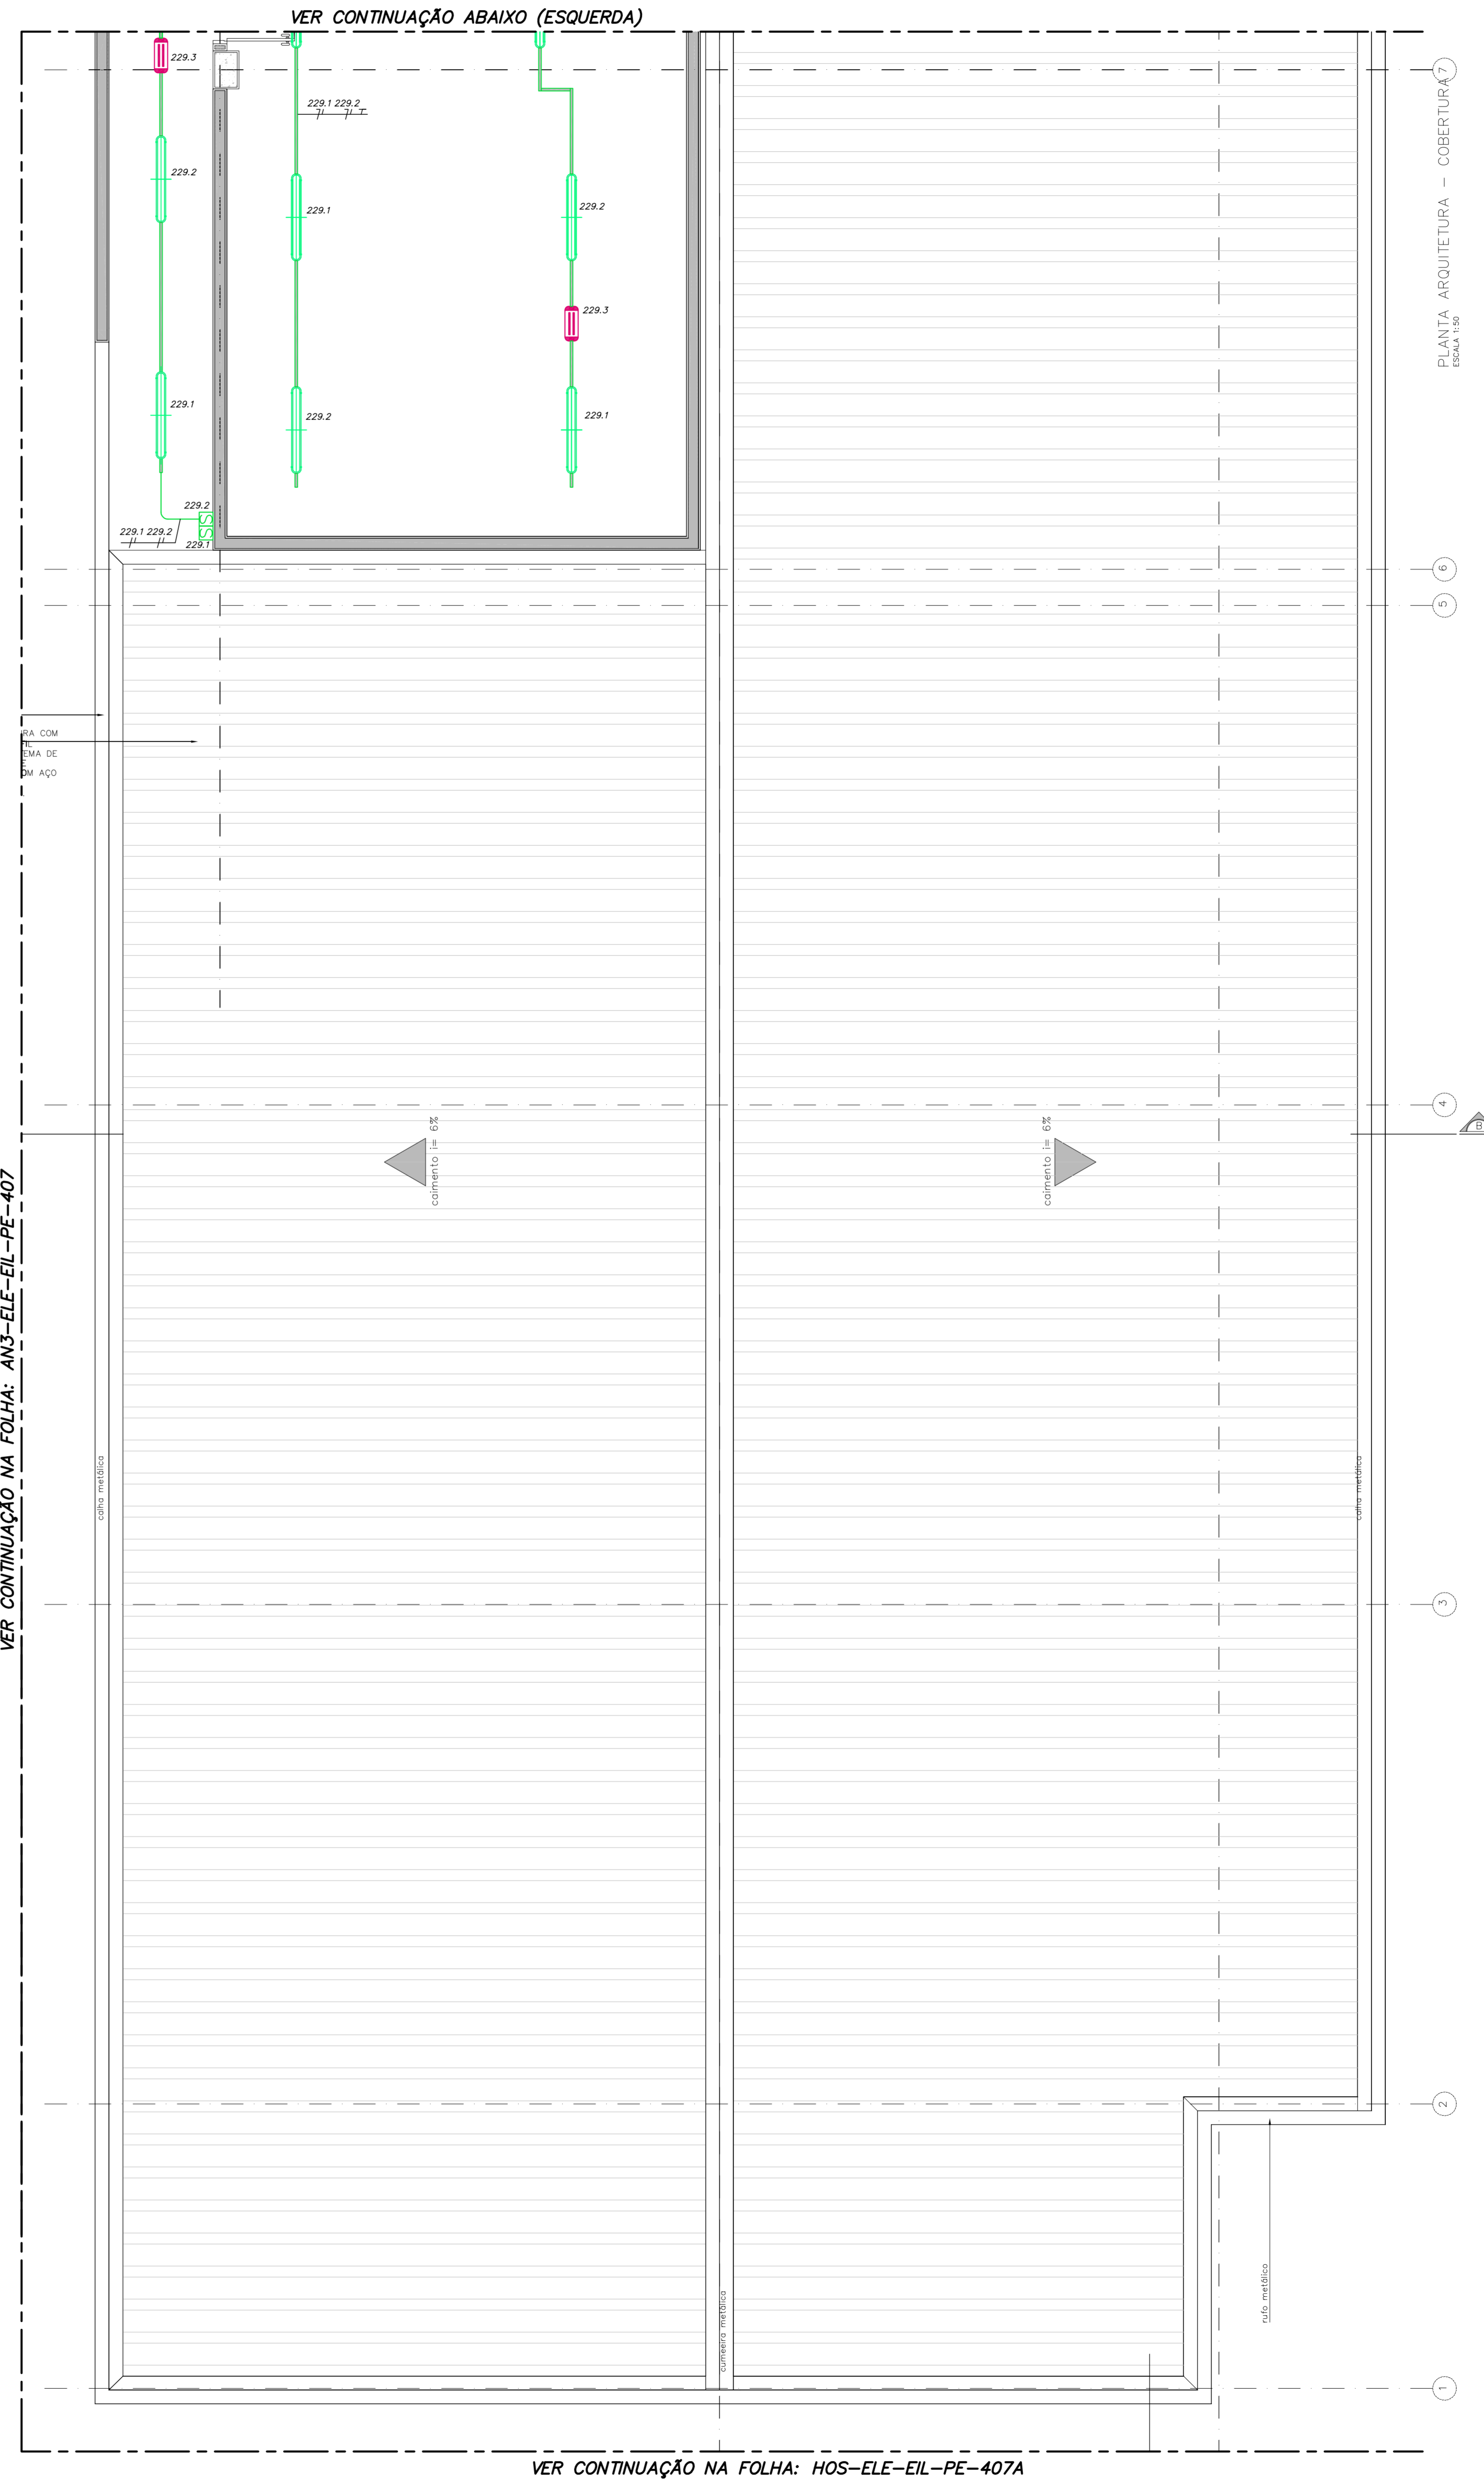 VER CONTINUAÇÃO ABAIXO (ESQUERDA)
229.3
229.1 229.2
229.2
229.1
229.2
229.3
229.1
229.2
229.1
229.2
229.1 229.2
229.1
7
PLANTA ARQUITETURA – COBERTURA
ESCALA 1:50
6
5
RA COM
FIL
EMA DE
E
OM AÇO
4
B
caimento i= 6%
caimento i= 6%
VER CONTINUAÇÃO NA FOLHA: AN3-ELE-EIL-PE-407
calha metálica
calha metálica
3
2
rufo metálico
cumeeira metálica
1
VER CONTINUAÇÃO NA FOLHA: HOS-ELE-EIL-PE-407A